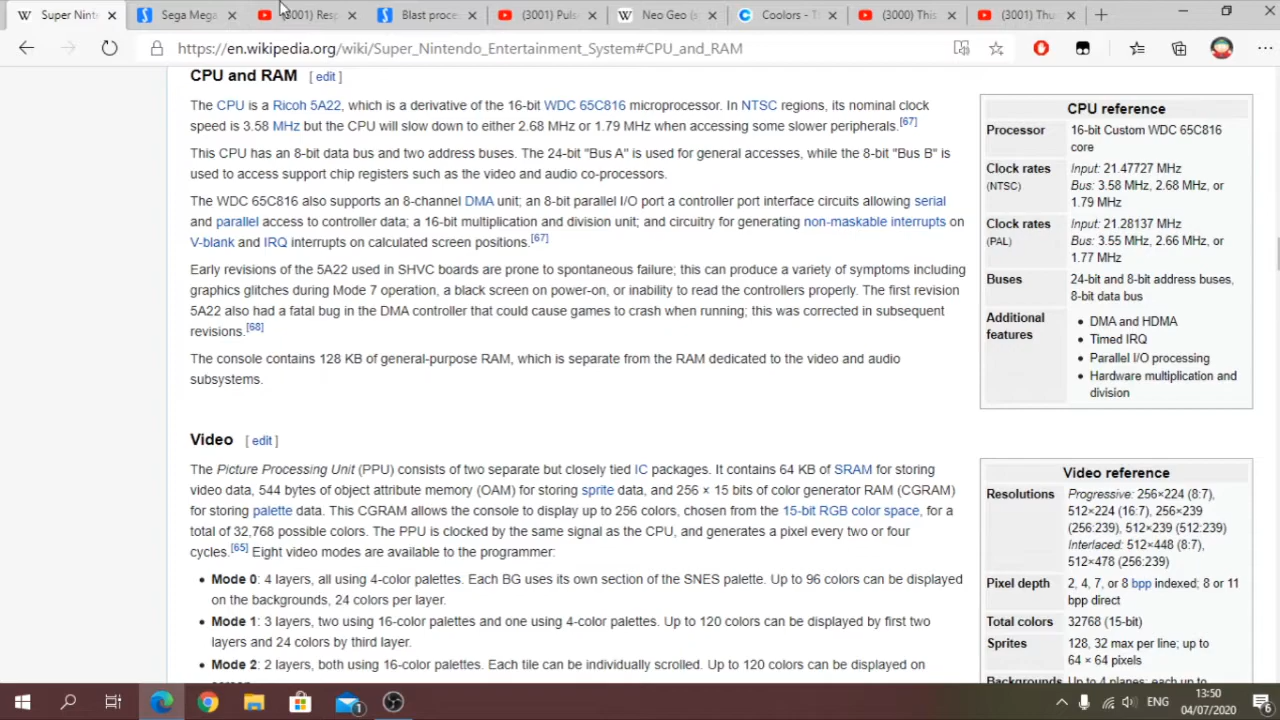 Super Nint
Sega Mega
(3001) Resp
Blast proce
(3001) Puls
Neo Geo (s
Coolors - T
(3000) This
(3001) Thu
https://en.wikipedia.org/wiki/Super_Nintendo_Entertainment_System#CPU_and_RAM
CPU and RAM [ edit ]
The CPU is a Ricoh 5A22, which is a derivative of the 16-bit WDC 65C816 microprocessor. In NTSC regions, its nominal clock
speed is 3.58 MHz but the CPU will slow down to either 2.68 MHz or 1.79 MHz when accessing some slower peripherals.[67]
This CPU has an 8-bit data bus and two address buses. The 24-bit "Bus A" is used for general accesses, while the 8-bit "Bus B" is
used to access support chip registers such as the video and audio co-processors.
The WDC 65C816 also supports an 8-channel DMA unit; an 8-bit parallel I/O port a controller port interface circuits allowing serial
and parallel access to controller data; a 16-bit multiplication and division unit; and circuitry for generating non-maskable interrupts on
V-blank and IRQ interrupts on calculated screen positions.[67]
Early revisions of the 5A22 used in SHVC boards are prone to spontaneous failure; this can produce a variety of symptoms including
graphics glitches during Mode 7 operation, a black screen on power-on, or inability to read the controllers properly. The first revision
5A22 also had a fatal bug in the DMA controller that could cause games to crash when running; this was corrected in subsequent
revisions.[68]
The console contains 128 KB of general-purpose RAM, which is separate from the RAM dedicated to the video and audio
subsystems.
CPU reference
Processor 16-bit Custom WDC 65C816
core
Clock rates Input: 21.47727 MHz
(NTSC) Bus: 3.58 MHz, 2.68 MHz, or
1.79 MHz
Clock rates Input: 21.28137 MHz
(PAL) Bus: 3.55 MHz, 2.66 MHz, or
1.77 MHz
Buses 24-bit and 8-bit address buses,
8-bit data bus
Additional • DMA and HDMA
features • Timed IRQ
• Parallel I/O processing
• Hardware multiplication and
division
Video [ edit ]
The Picture Processing Unit (PPU) consists of two separate but closely tied IC packages. It contains 64 KB of SRAM for storing
video data, 544 bytes of object attribute memory (OAM) for storing sprite data, and 256 × 15 bits of color generator RAM (CGRAM)
for storing palette data. This CGRAM allows the console to display up to 256 colors, chosen from the 15-bit RGB color space, for a
total of 32,768 possible colors. The PPU is clocked by the same signal as the CPU, and generates a pixel every two or four
cycles.[65] Eight video modes are available to the programmer:
• Mode 0: 4 layers, all using 4-color palettes. Each BG uses its own section of the SNES palette. Up to 96 colors can be displayed
on the backgrounds, 24 colors per layer.
• Mode 1: 3 layers, two using 16-color palettes and one using 4-color palettes. Up to 120 colors can be displayed by first two
layers and 24 colors by third layer.
• Mode 2: 2 layers, both using 16-color palettes. Each tile can be individually scrolled. Up to 120 colors can be displayed on
Video reference
Resolutions Progressive: 256×224 (8:7),
512×224 (16:7), 256×239
(256:239), 512×239 (512:239)
Interlaced: 512×448 (8:7),
512×478 (256:239)
Pixel depth 2, 4, 7, or 8 bpp indexed; 8 or 11
bpp direct
Total colors 32768 (15-bit)
Sprites 128, 32 max per line; up to
64 × 64 pixels
Backgrounds Up to 4 planes; each up to
1
ENG
13:50
04/07/2020
6